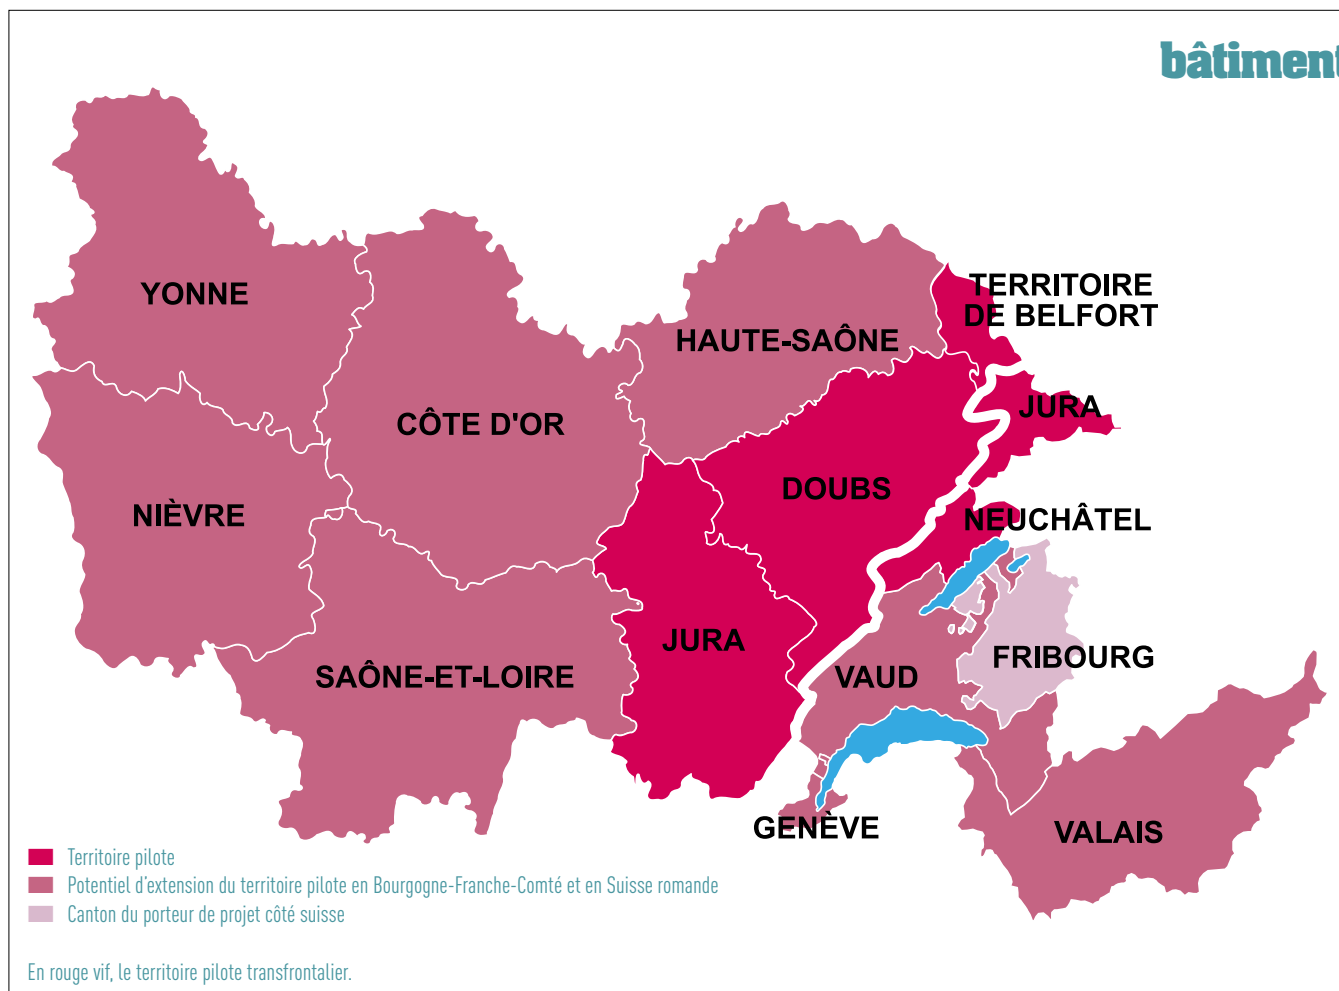 bâtiment
YONNE
TERRITOIRE
DE BELFORT
HAUTE-SAÔNE
JURA
CÔTE D'OR
DOUBS
NIÈVRE
NEUCHÂTEL
JURA
FRIBOURG
SAÔNE-ET-LOIRE
VAUD
GENÈVE
VALAIS
Territoire pilote
Potentiel d'extension du territoire pilote en Bourgogne-Franche-Comté et en Suisse romande
Canton du porteur de projet côté suisse
En rouge vif, le territoire pilote transfrontalier.